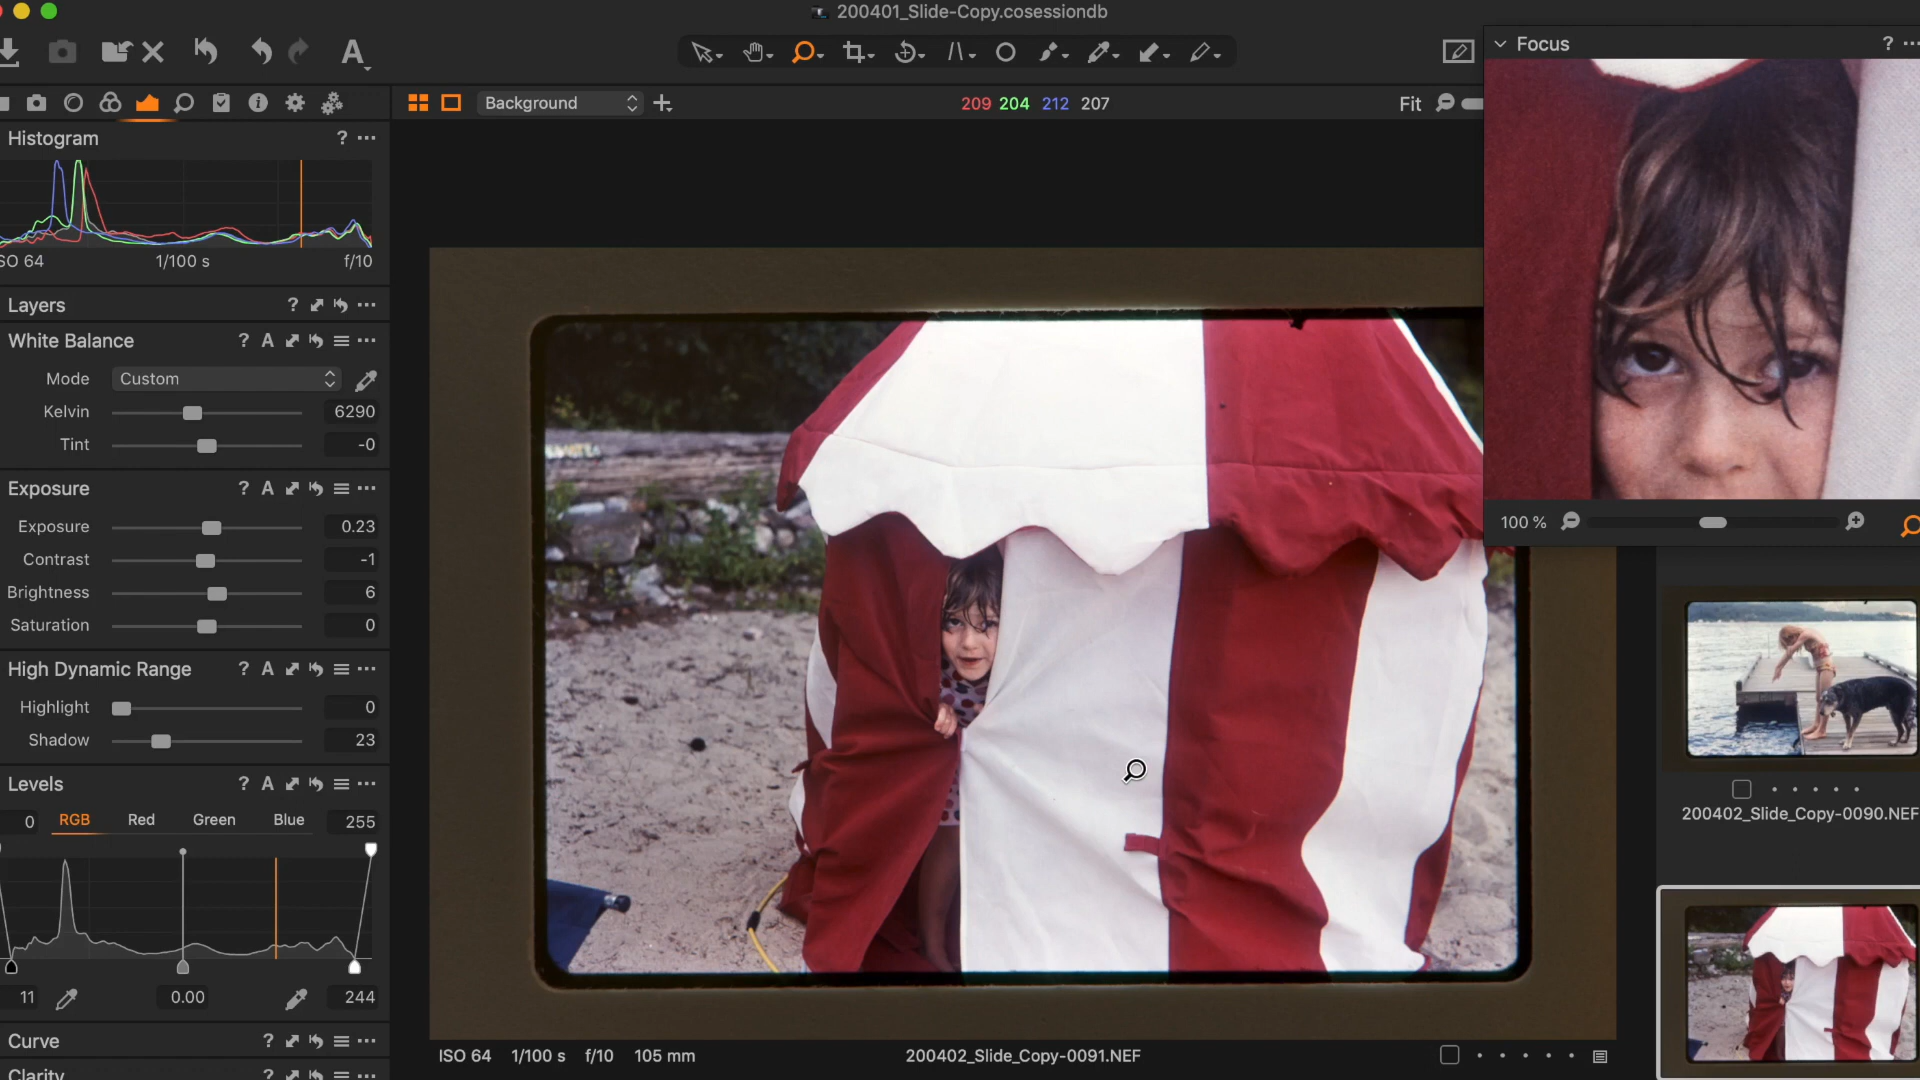 200401_Slide-Copy.cosessiondb
A
Background
209 204 212 207
Fit
Focus
? ...
Histogram
? ...
SO 64 1/100 s f/10
Layers
? ...
White Balance
? A ...
Mode Custom
Kelvin 6290
Tint -0
Exposure
? A ...
Exposure 0.23
Contrast -1
Brightness 6
Saturation 0
High Dynamic Range
? A ...
Highlight 0
Shadow 23
Levels
? A ...
0 RGB Red Green Blue 255
11 0.00 244
Curve
? ...
Clarity
? ...
100 %
200402_Slide_Copy-0090.NEF
ISO 64 1/100 s f/10 105 mm
200402_Slide_Copy-0091.NEF